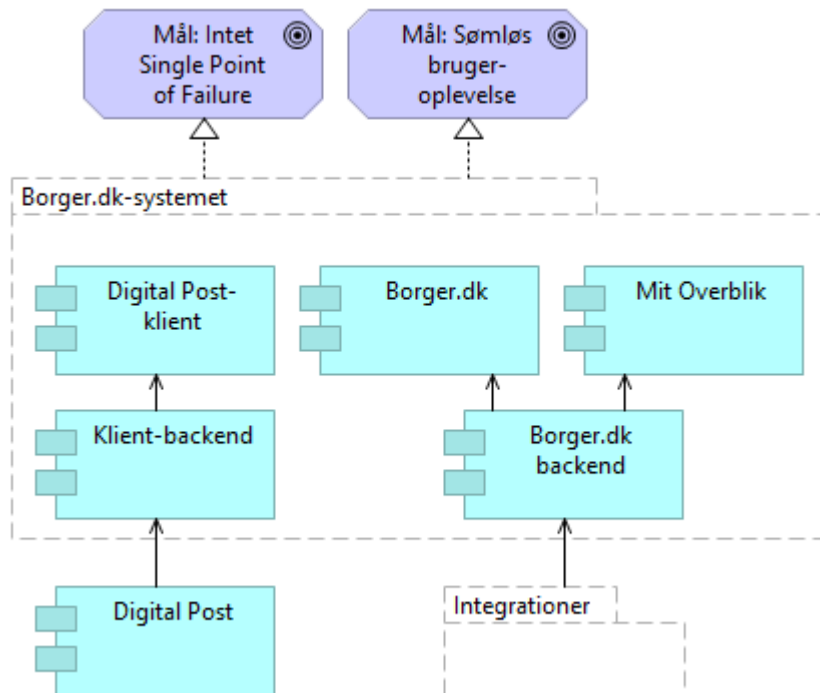 Mål: Intet
Single Point
of Failure
Mål: Sømløs
bruger-
oplevelse
Borger.dk-systemet
Digital Post-
klient
Borger.dk
Mit Overblik
Klient-backend
Borger.dk
backend
Digital Post
Integrationer